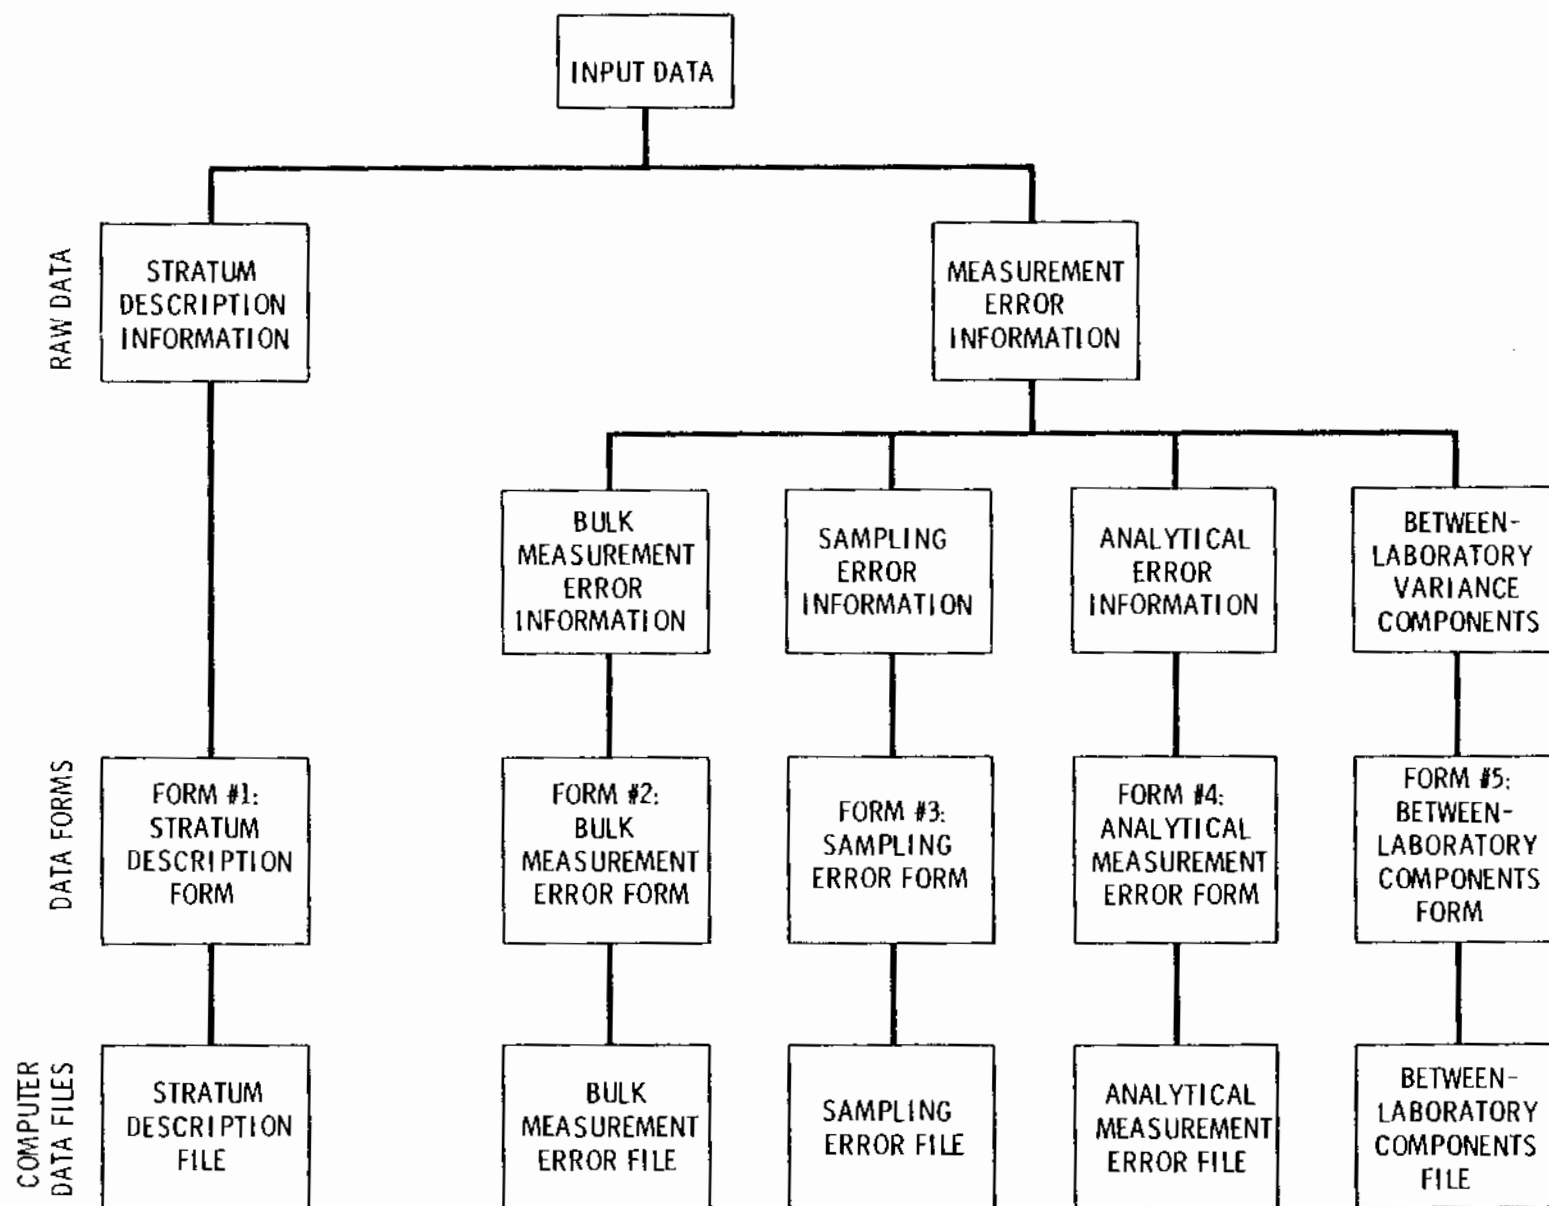 INPUT DATA
RAW DATA
STRATUM
DESCRIPTION
INFORMATION
MEASUREMENT
ERROR
INFORMATION
BULK
MEASUREMENT
ERROR
INFORMATION
SAMPLING
ERROR
INFORMATION
ANALYTICAL
ERROR
INFORMATION
BETWEEN-
LABORATORY
VARIANCE
COMPONENTS
DATA FORMS
FORM #1:
STRATUM
DESCRIPTION
FORM
FORM #2:
BULK
MEASUREMENT
ERROR FORM
FORM #3:
SAMPLING
ERROR FORM
FORM #4:
ANALYTICAL
MEASUREMENT
ERROR FORM
FORM #5:
BETWEEN-
LABORATORY
COMPONENTS
FORM
COMPUTER
DATA FILES
STRATUM
DESCRIPTION
FILE
BULK
MEASUREMENT
ERROR FILE
SAMPLING
ERROR FILE
ANALYTICAL
MEASUREMENT
ERROR FILE
BETWEEN-
LABORATORY
COMPONENTS
FILE